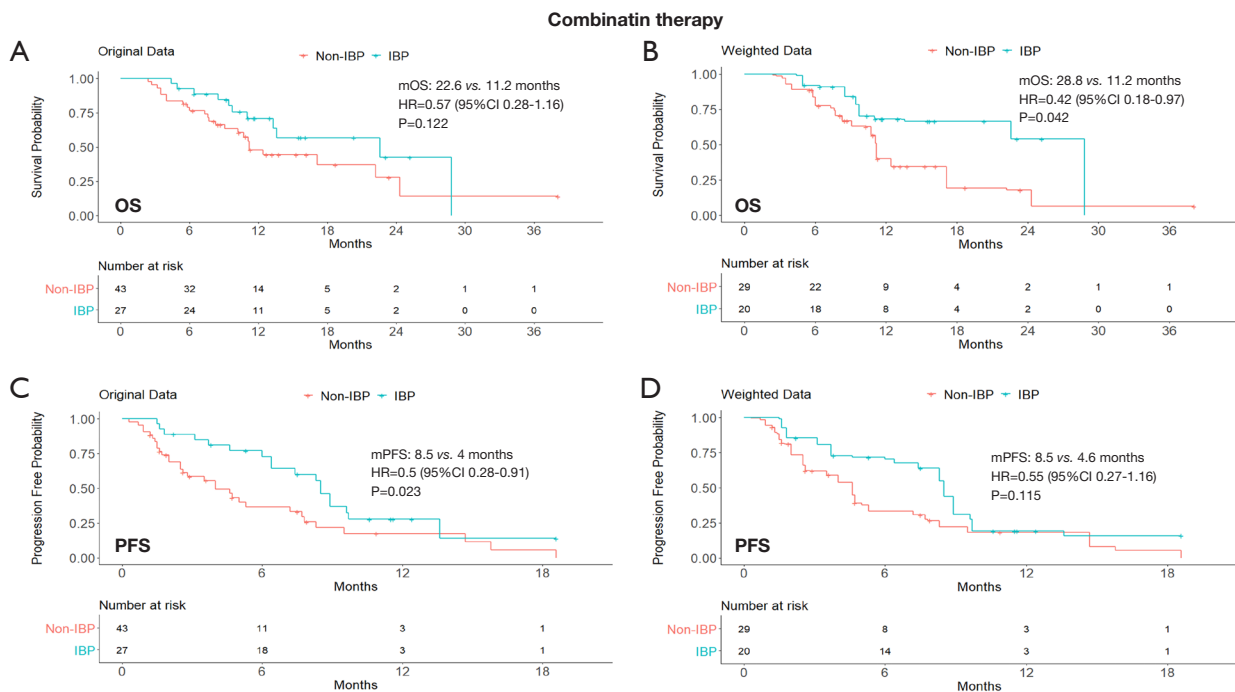 Combinatin therapy
A
Original Data
Non-IBP IBP
mOS: 22.6 vs. 11.2 months
HR=0.57 (95%CI 0.28-1.16)
P=0.122
Survival Probability
1.00
0.75
0.50
0.25
0.00
OS
0 6 12 18 24 30 36
Months
Number at risk
Non-IBP 43 32 14 5 2 1 1
IBP 27 24 11 5 2 0 0
0 6 12 18 24 30 36
Months
B
Weighted Data
Non-IBP IBP
mOS: 28.8 vs. 11.2 months
HR=0.42 (95%CI 0.18-0.97)
P=0.042
Survival Probability
1.00
0.75
0.50
0.25
0.00
OS
0 6 12 18 24 30 36
Months
Number at risk
Non-IBP 29 22 9 4 2 1 1
IBP 20 18 8 4 2 0 0
0 6 12 18 24 30 36
Months
C
Original Data
Non-IBP IBP
mPFS: 8.5 vs. 4 months
HR=0.5 (95%CI 0.28-0.91)
P=0.023
Progression Free Probability
1.00
0.75
0.50
0.25
0.00
PFS
0 6 12 18
Months
Number at risk
Non-IBP 43 11 3 1
IBP 27 18 3 1
0 6 12 18
Months
D
Weighted Data
Non-IBP IBP
mPFS: 8.5 vs. 4.6 months
HR=0.55 (95%CI 0.27-1.16)
P=0.115
Progression Free Probability
1.00
0.75
0.50
0.25
0.00
PFS
0 6 12 18
Months
Number at risk
Non-IBP 29 8 3 1
IBP 20 14 3 1
0 6 12 18
Months